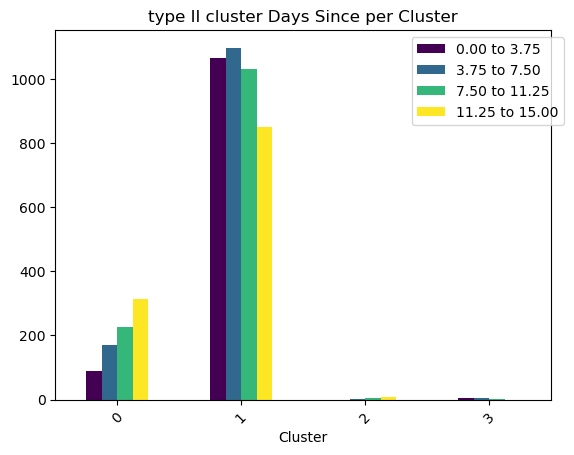 type II cluster Days Since per Cluster
0.00 to 3.75
3.75 to 7.50
7.50 to 11.25
11.25 to 15.00
1000
800
600
400
200
0
0 1 2 3
Cluster